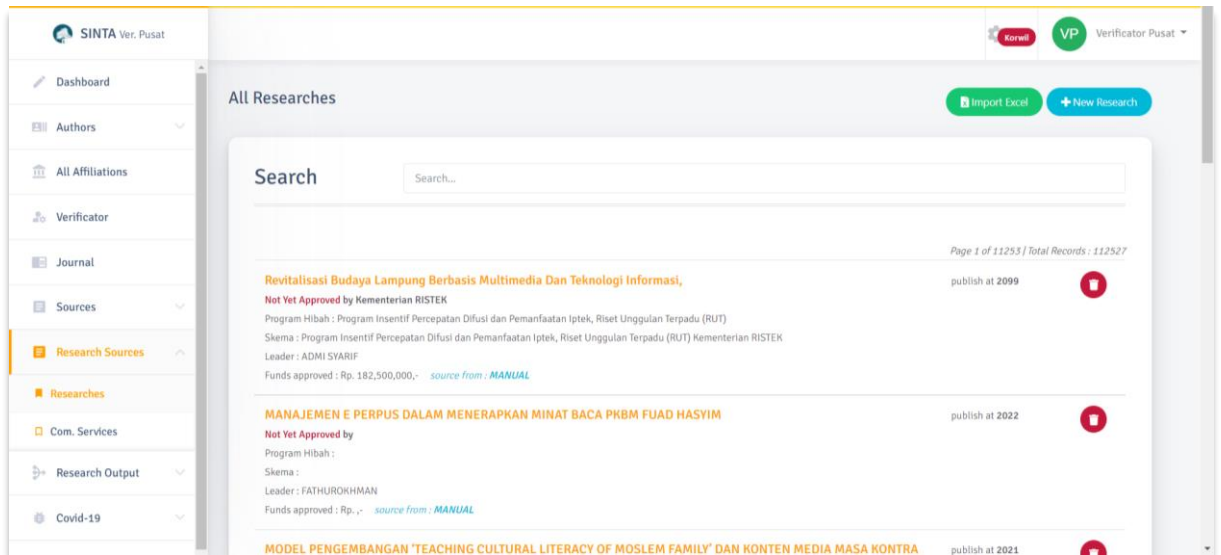 SINTA Ver. Pusat
Korwil
VP
Verificator Pusat
Dashboard
Authors
All Affiliations
Verificator
Journal
Sources
Research Sources
Researches
Com. Services
Research Output
Covid-19
All Researches
Import Excel
New Research
Search
Search...
Page 1 of 11253 | Total Records : 112527
Revitalisasi Budaya Lampung Berbasis Multimedia Dan Teknologi Informasi,
publish at 2099
Not Yet Approved by Kementerian RISTEK
Program Hibah : Program Insentif Percepatan Difusi dan Pemanfaatan Iptek, Riset Unggulan Terpadu (RUT)
Skema : Program Insentif Percepatan Difusi dan Pemanfaatan Iptek, Riset Unggulan Terpadu (RUT) Kementerian RISTEK
Leader : ADMI SYARIF
Funds approved : Rp. 182,500,000,- source from : MANUAL
MANAJEMEN E PERPUS DALAM MENERAPKAN MINAT BACA PKBM FUAD HASYIM
publish at 2022
Not Yet Approved by
Program Hibah :
Skema :
Leader : FATHUROKHMAN
Funds approved : Rp. ,- source from : MANUAL
MODEL PENGEMBANGAN 'TEACHING CULTURAL LITERACY OF MOSLEM FAMILY' DAN KONTEN MEDIA MASA KONTRA
publish at 2021